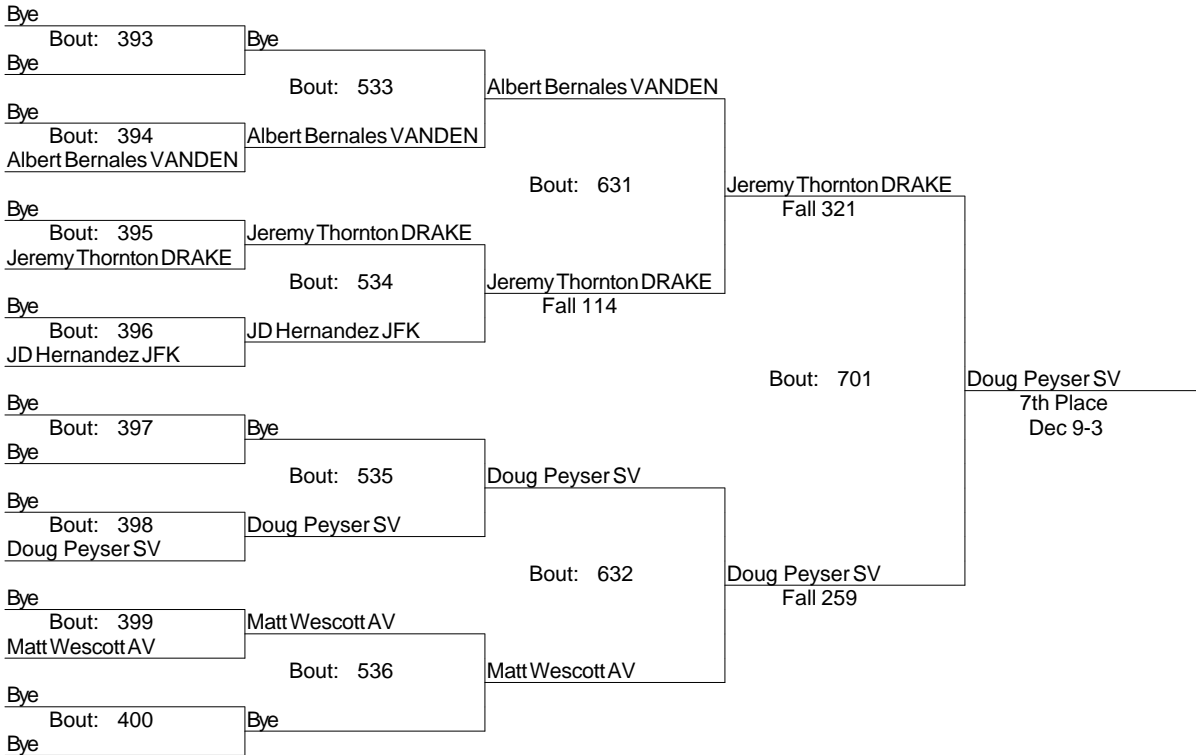 Bye
Bout: 393
Bye
Bye
Bout: 533
Albert Bernales VANDEN
Bye
Bout: 394
Albert Bernales VANDEN
Albert Bernales VANDEN
Bout: 631
Jeremy Thornton DRAKE
Fall 321
Bye
Bout: 395
Jeremy Thornton DRAKE
Jeremy Thornton DRAKE
Bout: 534
Jeremy Thornton DRAKE
Fall 114
Bye
Bout: 396
JD Hernandez JFK
JD Hernandez JFK
Bout: 701
Doug Peyser SV
7th Place
Dec 9-3
Bye
Bout: 397
Bye
Bye
Bout: 535
Doug Peyser SV
Bye
Bout: 398
Doug Peyser SV
Doug Peyser SV
Bout: 632
Doug Peyser SV
Fall 259
Bye
Bout: 399
Matt Wescott AV
Matt Wescott AV
Bout: 536
Matt Wescott AV
Bye
Bout: 400
Bye
Bye